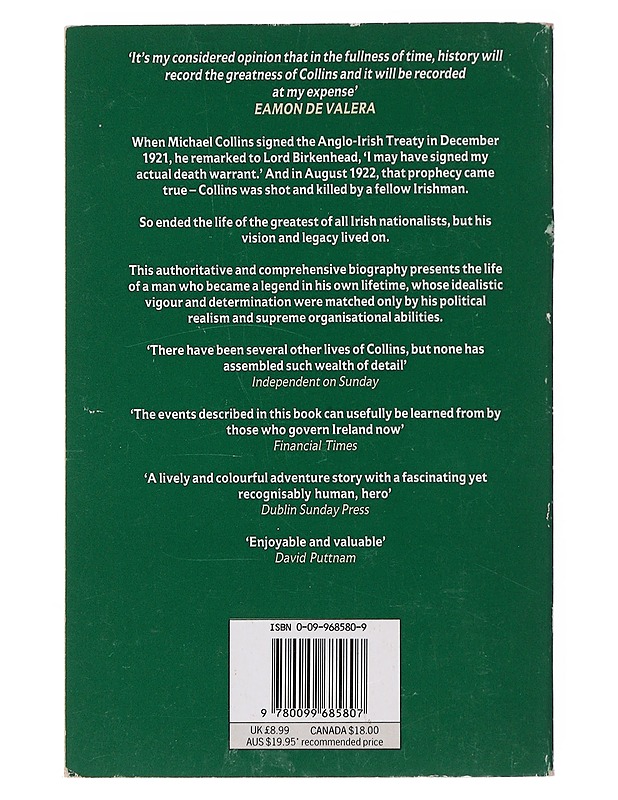 ‘It's my considered opinion that in the fullness of time, history will
record the greatness of Collins and it will be recorded
at my expense’
EAMON DE VALERA
When Michael Collins signed the Anglo-Irish Treaty in December
1921, he remarked to Lord Birkenhead, ‘I may have signed my
actual death warrant.’ And in August 1922, that prophecy came
true – Collins was shot and killed by a fellow Irishman.
So ended the life of the greatest of all Irish nationalists, but his
vision and legacy lived on.
This authoritative and comprehensive biography presents the life
of a man who became a legend in his own lifetime, whose idealistic
vigour and determination were matched only by his political
realism and supreme organisational abilities.
‘There have been several other lives of Collins, but none has
assembled such wealth of detail’
Independent on Sunday
‘The events described in this book can usefully be learned from by
those who govern Ireland now’
Financial Times
‘A lively and colourful adventure story with a fascinating yet
recognisably human, hero’
Dublin Sunday Press
‘Enjoyable and valuable’
David Puttnam
ISBN 0-09-968580-9
9 780099 685807
UK £8.99 CANADA $18.00
AUS $19.95* recommended price